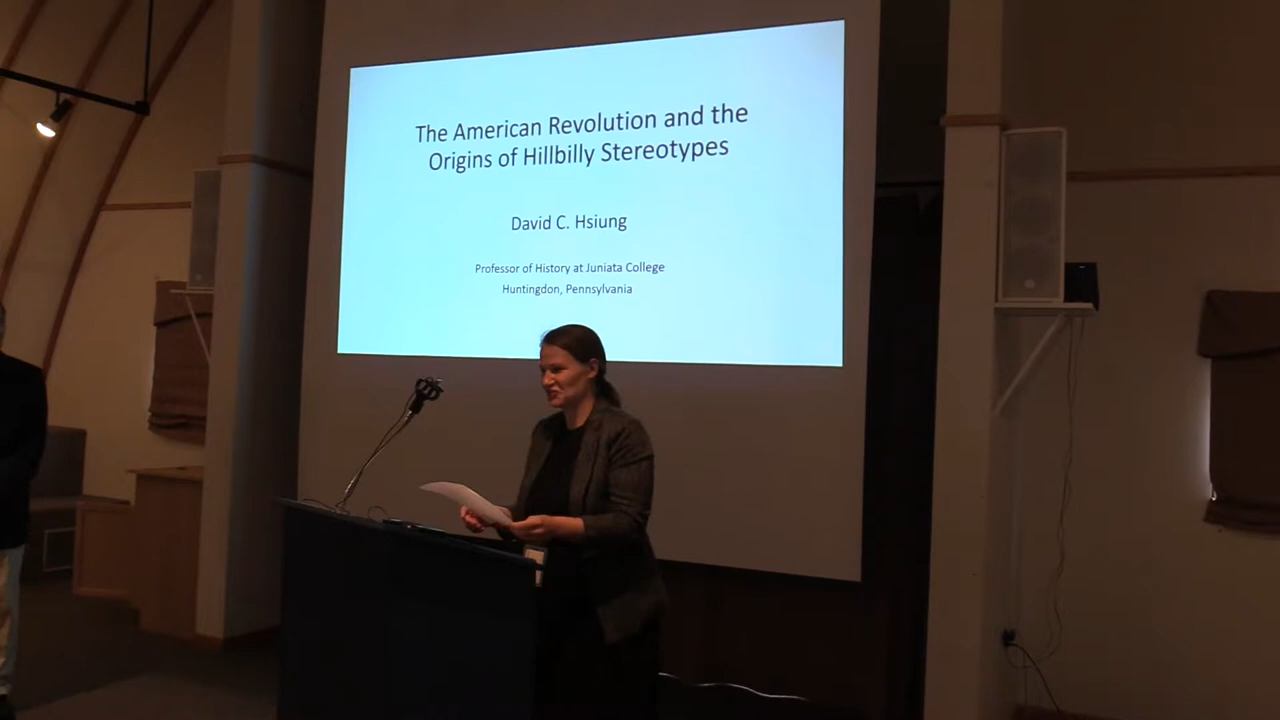 The American Revolution and the
Origins of Hillbilly Stereotypes
David C. Hsiung
Professor of History at Juniata College
Huntingdon, Pennsylvania